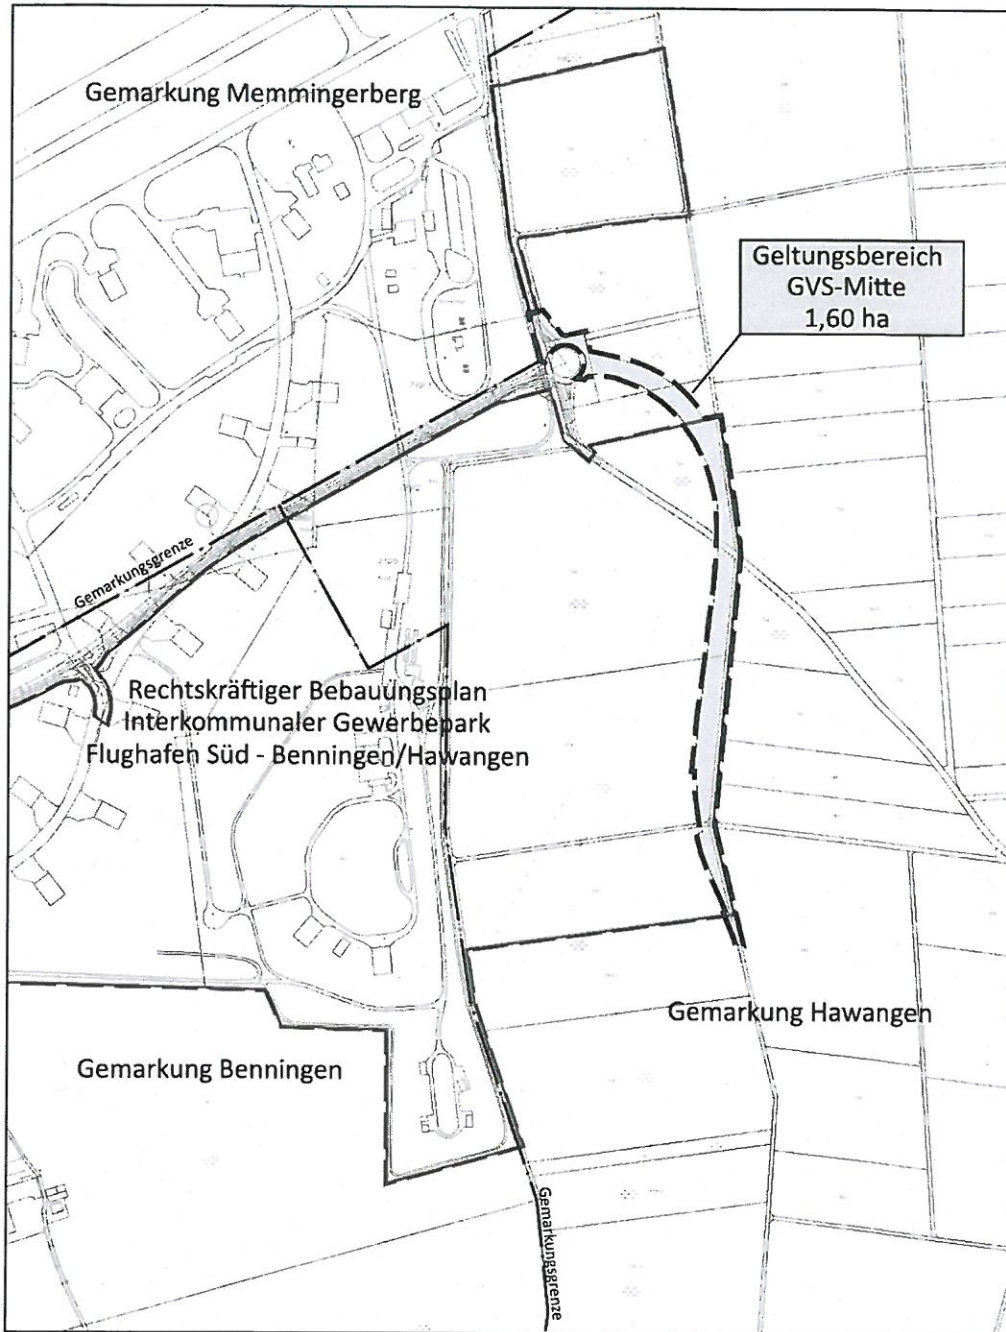 Gemarkung Memmingerberg
Geltungsbereich
GVS-Mitte
1,60 ha
Gemarkungsgrenze
Rechtskräftiger Bebauungsplan
Interkommunaler Gewerbepark
Flughafen Süd - Benningen/Hawangen
Gemarkung Hawangen
Gemarkung Benningen
Gemarkungsgrenze